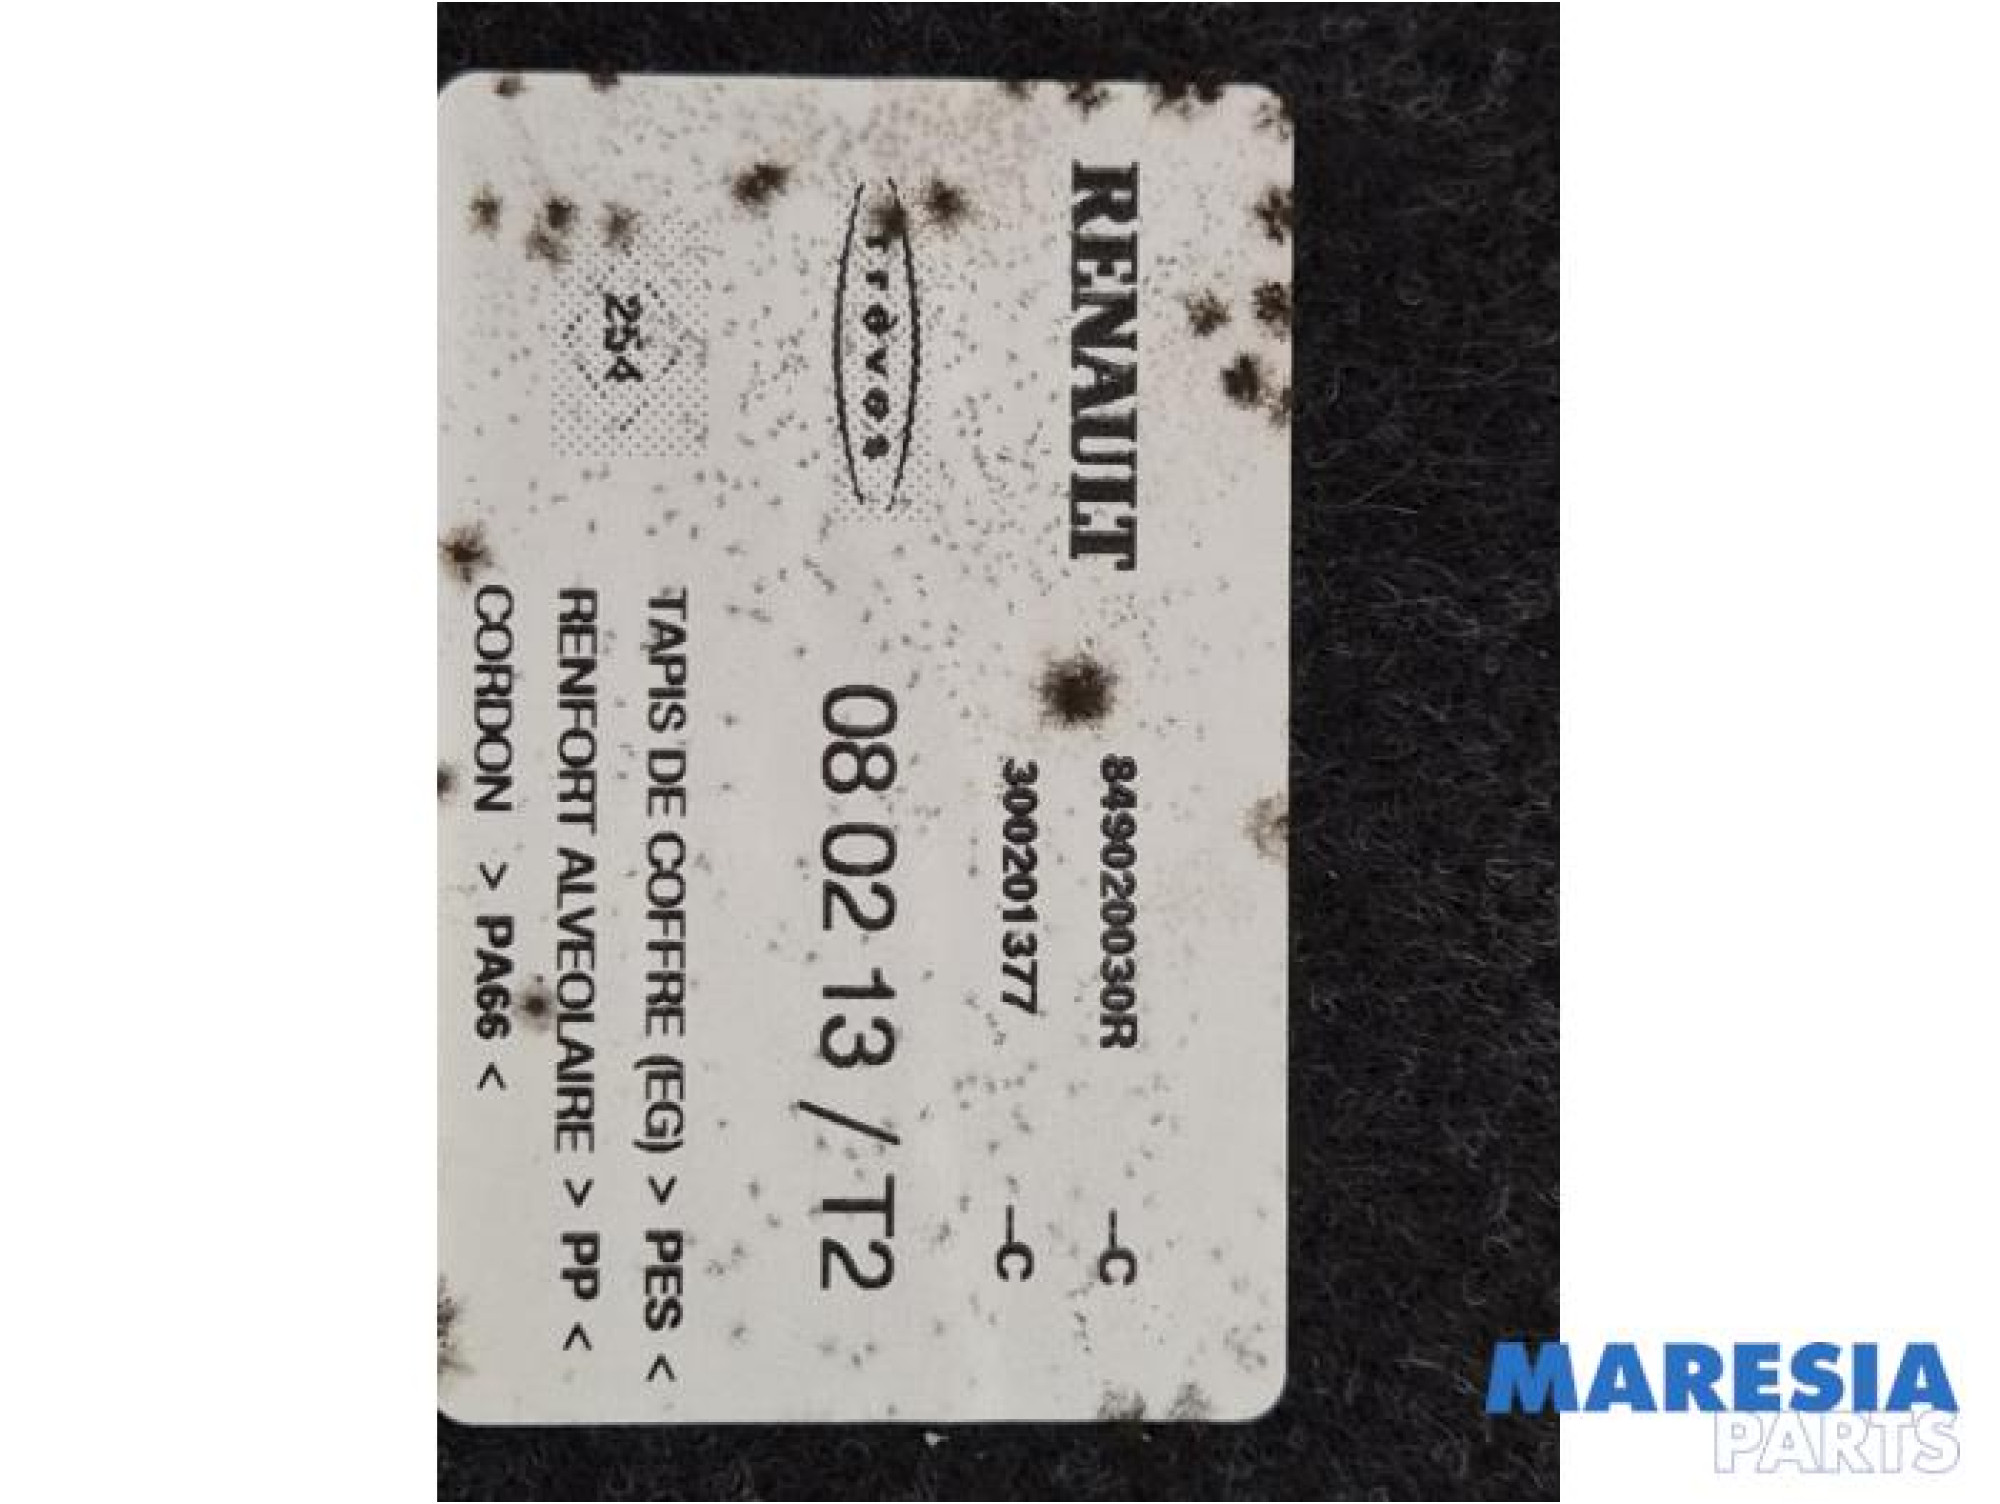 RENAULT
849020030R --C
300201377 --C
trèves
08 02 13 / T2
254
TAPIS DE COFFRE (EG) > PES <
RENFORT ALVEOLAIRE > PP <
CORDON > PA66 <
MARESIA
PARTS